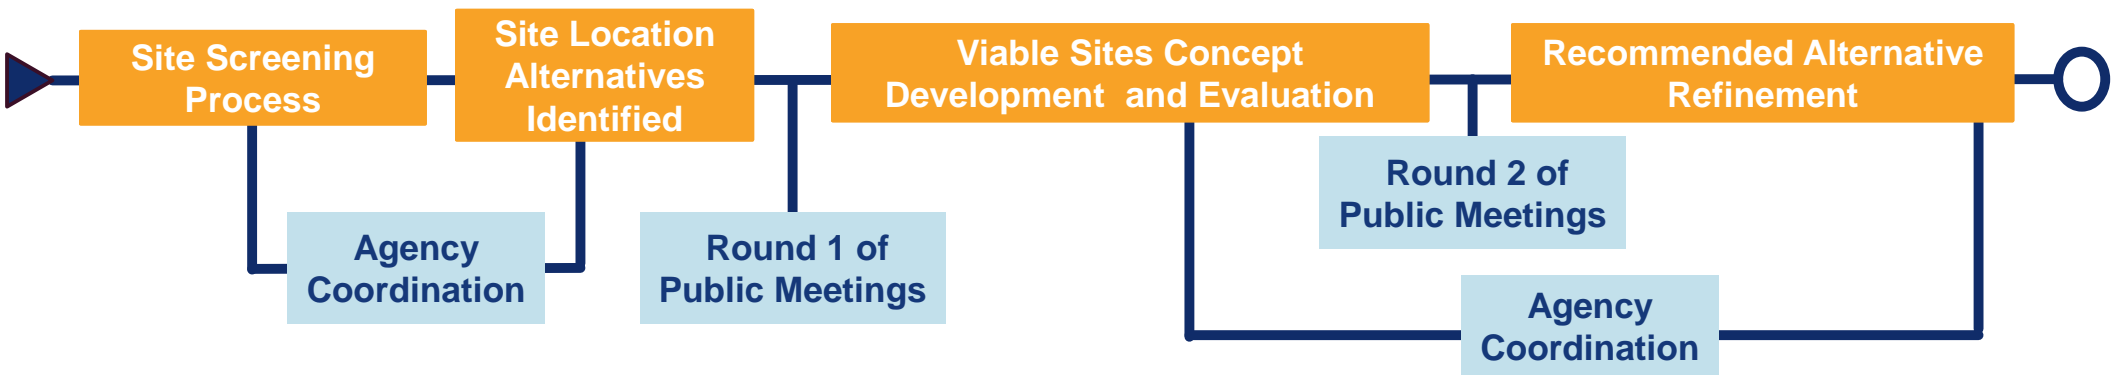 Site Screening
Process
Site Location
Alternatives
Identified
Viable Sites Concept
Development and Evaluation
Recommended Alternative
Refinement
Agency
Coordination
Round 1 of
Public Meetings
Round 2 of
Public Meetings
Agency
Coordination